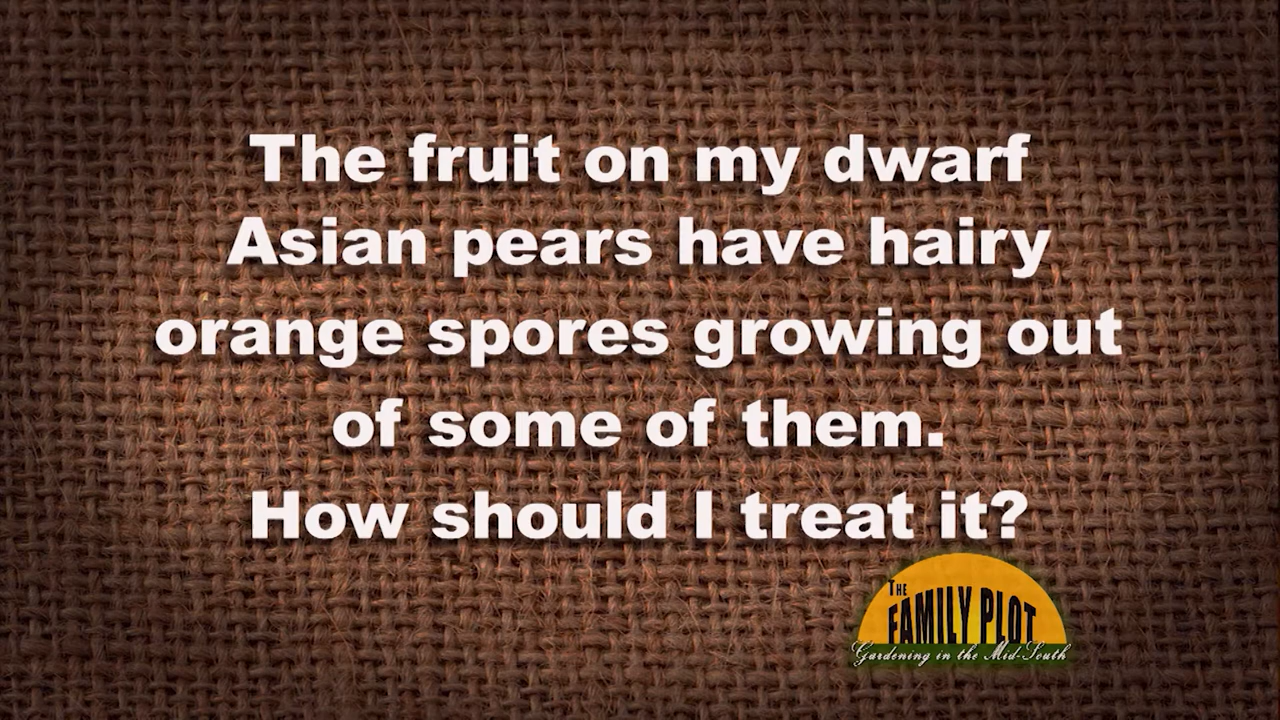 The fruit on my dwarf
Asian pears have hairy
orange spores growing out
of some of them.
How should I treat it?
THE
FAMILY PLOT
Gardening in the Mid-South